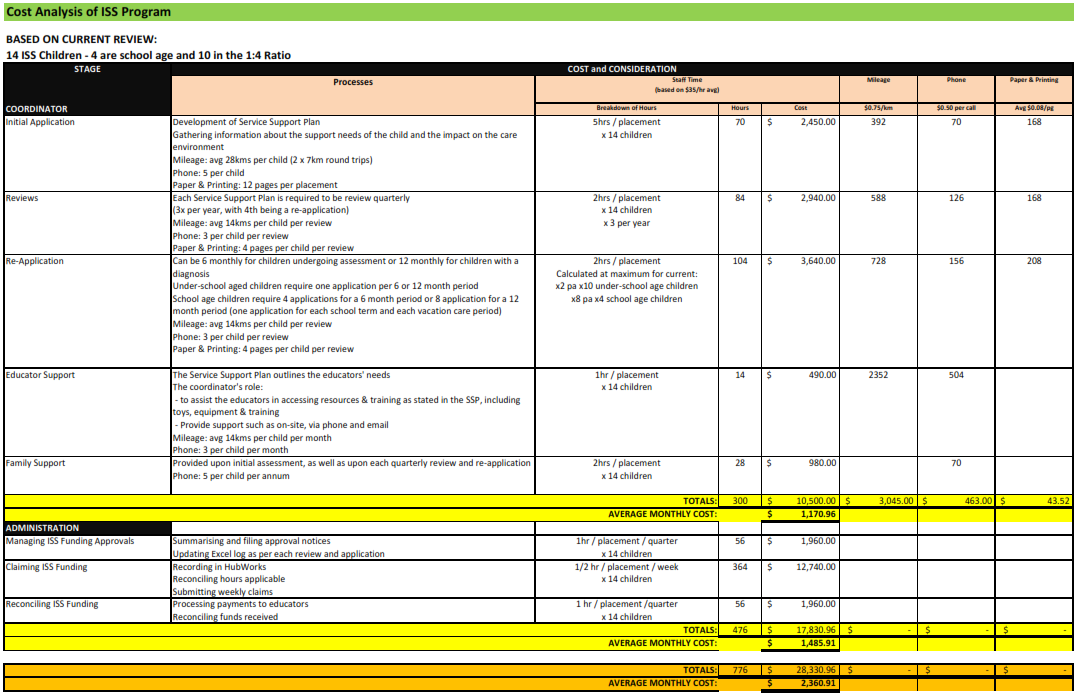 Cost Analysis of ISS Program
BASED ON CURRENT REVIEW:
14 ISS Children - 4 are school age and 10 in the 1:4 Ratio
STAGE COST and CONSIDERATION
Processes Staff Time Mileage Phone Paper & Printing
(based on $35/hr avg)
COORDINATOR Breakdown of Hours Hours Cost $0.75/km $0.50 per call Avg $0.08/pg
Initial Application Development of Service Support Plan 5hrs / placement 70 $ 2,450.00 392 70 168
Gathering information about the support needs of the child and the impact on the care x 14 children
environment
Mileage: avg 28kms per child (2 x 7km round trips)
Phone: 5 per child
Paper & Printing: 12 pages per placement
Reviews Each Service Support Plan is required to be review quarterly 2hrs / placement 84 $ 2,940.00 588 126 168
(3x per year, with 4th being a re-application) x 14 children
Mileage: avg 14kms per child per review x 3 per year
Phone: 3 per child per review
Paper & Printing: 4 pages per child per review
Re-Application Can be 6 monthly for children undergoing assessment or 12 monthly for children with a 2hrs / placement 104 $ 3,640.00 728 156 208
diagnosis Calculated at maximum for current:
Under-school aged children require one application per 6 or 12 month period x2 pa x10 under-school age children
School age children require 4 applications for a 6 month period or 8 application for a 12 x8 pa x4 school age children
month period (one application for each school term and each vacation care period)
Mileage: avg 14kms per child per review
Phone: 3 per child per review
Paper & Printing: 4 pages per child per review
Educator Support The Service Support Plan outlines the educators' needs 1hr / placement 14 $ 490.00 2352 504
The coordinator's role: x 14 children
- to assist the educators in accessing resources & training as stated in the SSP, including
toys, equipment & training
- Provide support such as on-site, via phone and email
Mileage: avg 14kms per child per month
Phone: 3 per child per month
Family Support Provided upon initial assessment, as well as upon each quarterly review and re-application 2hrs / placement 28 $ 980.00 70
Phone: 5 per child per annum x 14 children
TOTALS: 300 $ 10,500.00 $ 3,045.00 $ 463.00 $ 43.52
AVERAGE MONTHLY COST: $ 1,170.96
ADMINISTRATION
Managing ISS Funding Approvals Summarising and filing approval notices 1hr / placement / quarter 56 $ 1,960.00
Updating Excel log as per each review and application x 14 children
Claiming ISS Funding Recording in HubWorks 1/2 hr / placement / week 364 $ 12,740.00
Reconciling hours applicable x 14 children
Submitting weekly claims
Reconciling ISS Funding Processing payments to educators 1 hr / placement /quarter 56 $ 1,960.00
Reconciling funds received x 14 children
TOTALS: 476 $ 17,830.96 $ - $ - $ -
AVERAGE MONTHLY COST: $ 1,485.91
TOTALS: 776 $ 28,330.96 $ - $ - $ -
AVERAGE MONTHLY COST: $ 2,360.91